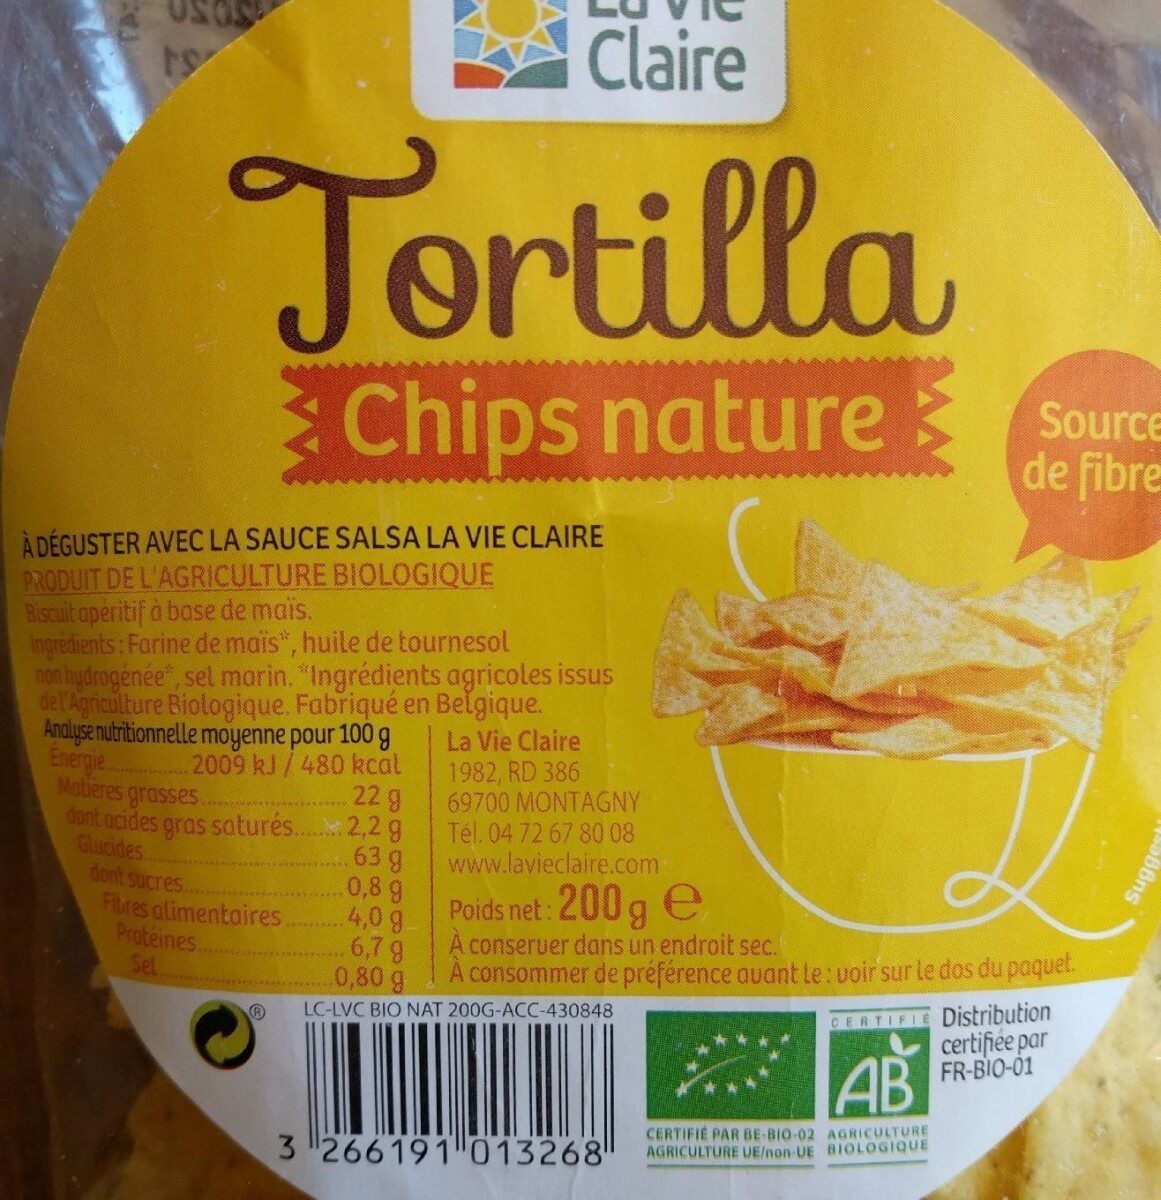 La Vie
Claire
Tortilla
Chips nature
Source
de fibre
À DÉGUSTER AVEC LA SAUCE SALSA LA VIE CLAIRE
PRODUIT DE L'AGRICULTURE BIOLOGIQUE
Biscuit apéritif à base de maïs.
Ingrédients : Farine de maïs*, huile de tournesol
non hydrogénée*, sel marin. *Ingrédients agricoles issus
de l'Agriculture Biologique. Fabriqué en Belgique.
Analyse nutritionnelle moyenne pour 100 g
Energie 2009 kJ / 480 kcal
Matières grasses 22 g
dont acides gras saturés 2,2 g
Glucides 63 g
dont sucres 0,8 g
Fibres alimentaires 4,0 g
Protéines 6,7 g
Sel 0,80 g
La Vie Claire
1982, RD 386
69700 MONTAGNY
Tél. 04 72 67 80 08
www.lavieclaire.com
Poids net : 200 g e
À conserver dans un endroit sec.
À consommer de préférence avant le : voir sur le dos du paquet.
®
LC-LVC BIO NAT 200G-ACC-430848
3 266191 013268
CERTIFIÉ PAR BE-BIO-02
AGRICULTURE UE/non-UE
CERTIFIÉ
AB
AGRICULTURE
BIOLOGIQUE
Distribution
certifiée par
FR-BIO-01